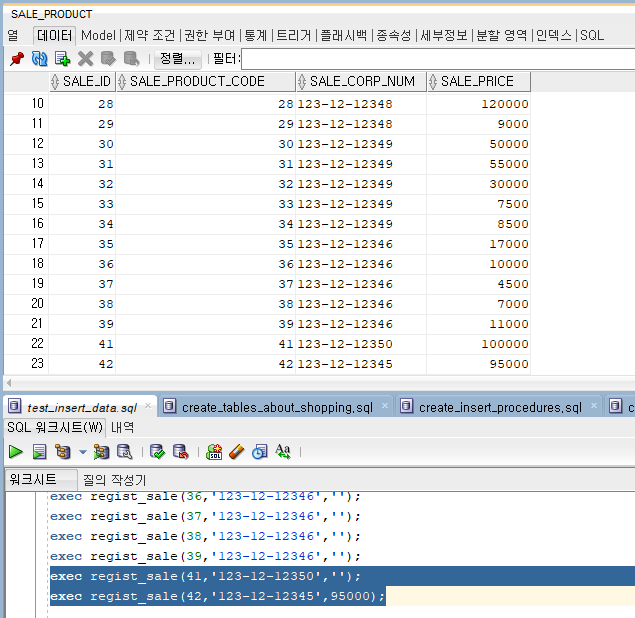 SALE_PRODUCT
열 데이터 Model 제약 조건 권한 부여 통계 트리거 플래시백 종속성 세부정보 분할 영역 인덱스 SQL
정렬... 필터:
SALE_ID SALE_PRODUCT_CODE SALE_CORP_NUM SALE_PRICE
10 28 28 123-12-12348 120000
11 29 29 123-12-12348 9000
12 30 30 123-12-12349 50000
13 31 31 123-12-12349 55000
14 32 32 123-12-12349 30000
15 33 33 123-12-12349 7500
16 34 34 123-12-12349 8500
17 35 35 123-12-12346 17000
18 36 36 123-12-12346 10000
19 37 37 123-12-12346 4500
20 38 38 123-12-12346 7000
21 39 39 123-12-12346 11000
22 41 41 123-12-12350 100000
23 42 42 123-12-12345 95000
test_insert_data.sql create_tables_about_shopping.sql create_insert_procedures.sql c
SQL 워크시트(W) 내역
워크시트 질의 작성기
exec regist_sale(36,'123-12-12346','');
exec regist_sale(37,'123-12-12346','');
exec regist_sale(38,'123-12-12346','');
exec regist_sale(39,'123-12-12346','');
exec regist_sale(41,'123-12-12350','');
exec regist_sale(42,'123-12-12345',95000);